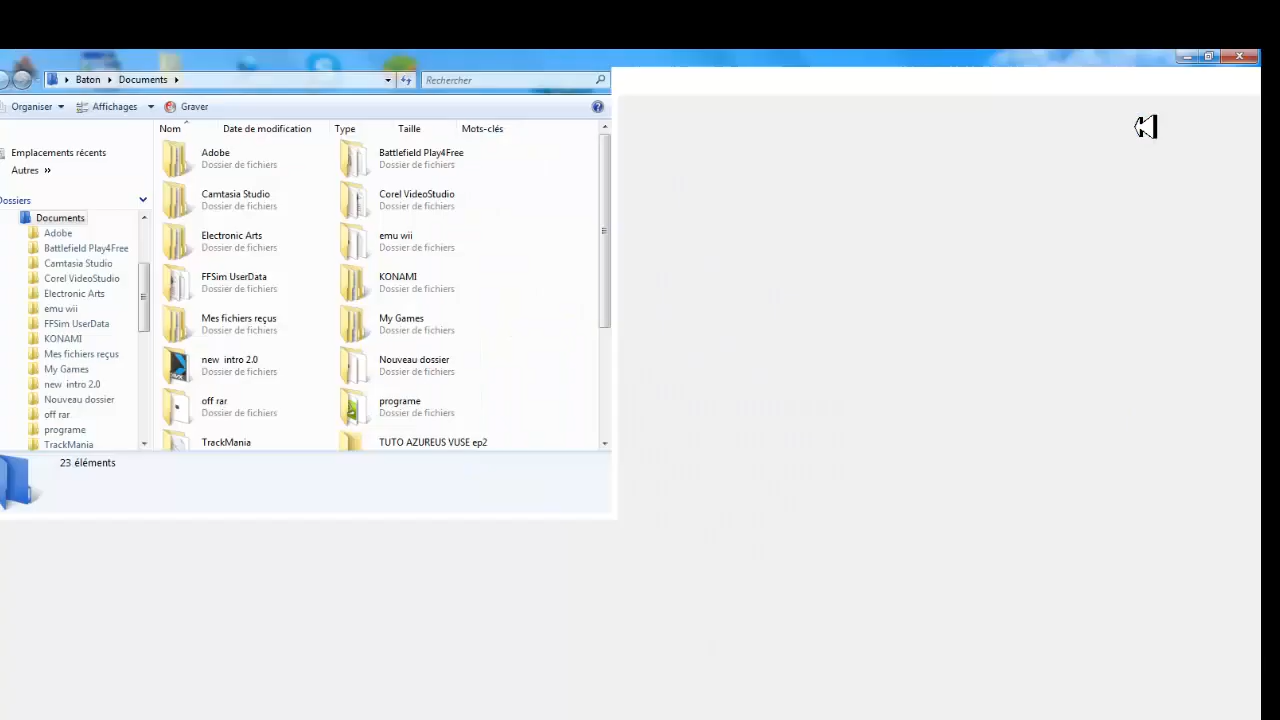 Baton Documents
Rechercher
Organiser Affichages Graver
Nom Date de modification Type Taille Mots-clés
Emplacements récents
Autres »
Dossiers
Documents
Adobe
Battlefield Play4Free
Camtasia Studio
Corel VideoStudio
Electronic Arts
emu wii
FFSim UserData
KONAMI
Mes fichiers reçus
My Games
new intro 2.0
Nouveau dossier
off rar
programe
TrackMania
Adobe
Dossier de fichiers
Battlefield Play4Free
Dossier de fichiers
Camtasia Studio
Dossier de fichiers
Corel VideoStudio
Dossier de fichiers
Electronic Arts
Dossier de fichiers
emu wii
Dossier de fichiers
FFSim UserData
Dossier de fichiers
KONAMI
Dossier de fichiers
Mes fichiers reçus
Dossier de fichiers
My Games
Dossier de fichiers
new intro 2.0
Dossier de fichiers
Nouveau dossier
Dossier de fichiers
off rar
Dossier de fichiers
programe
Dossier de fichiers
TrackMania
TUTO AZUREUS VUSE ep2
23 éléments